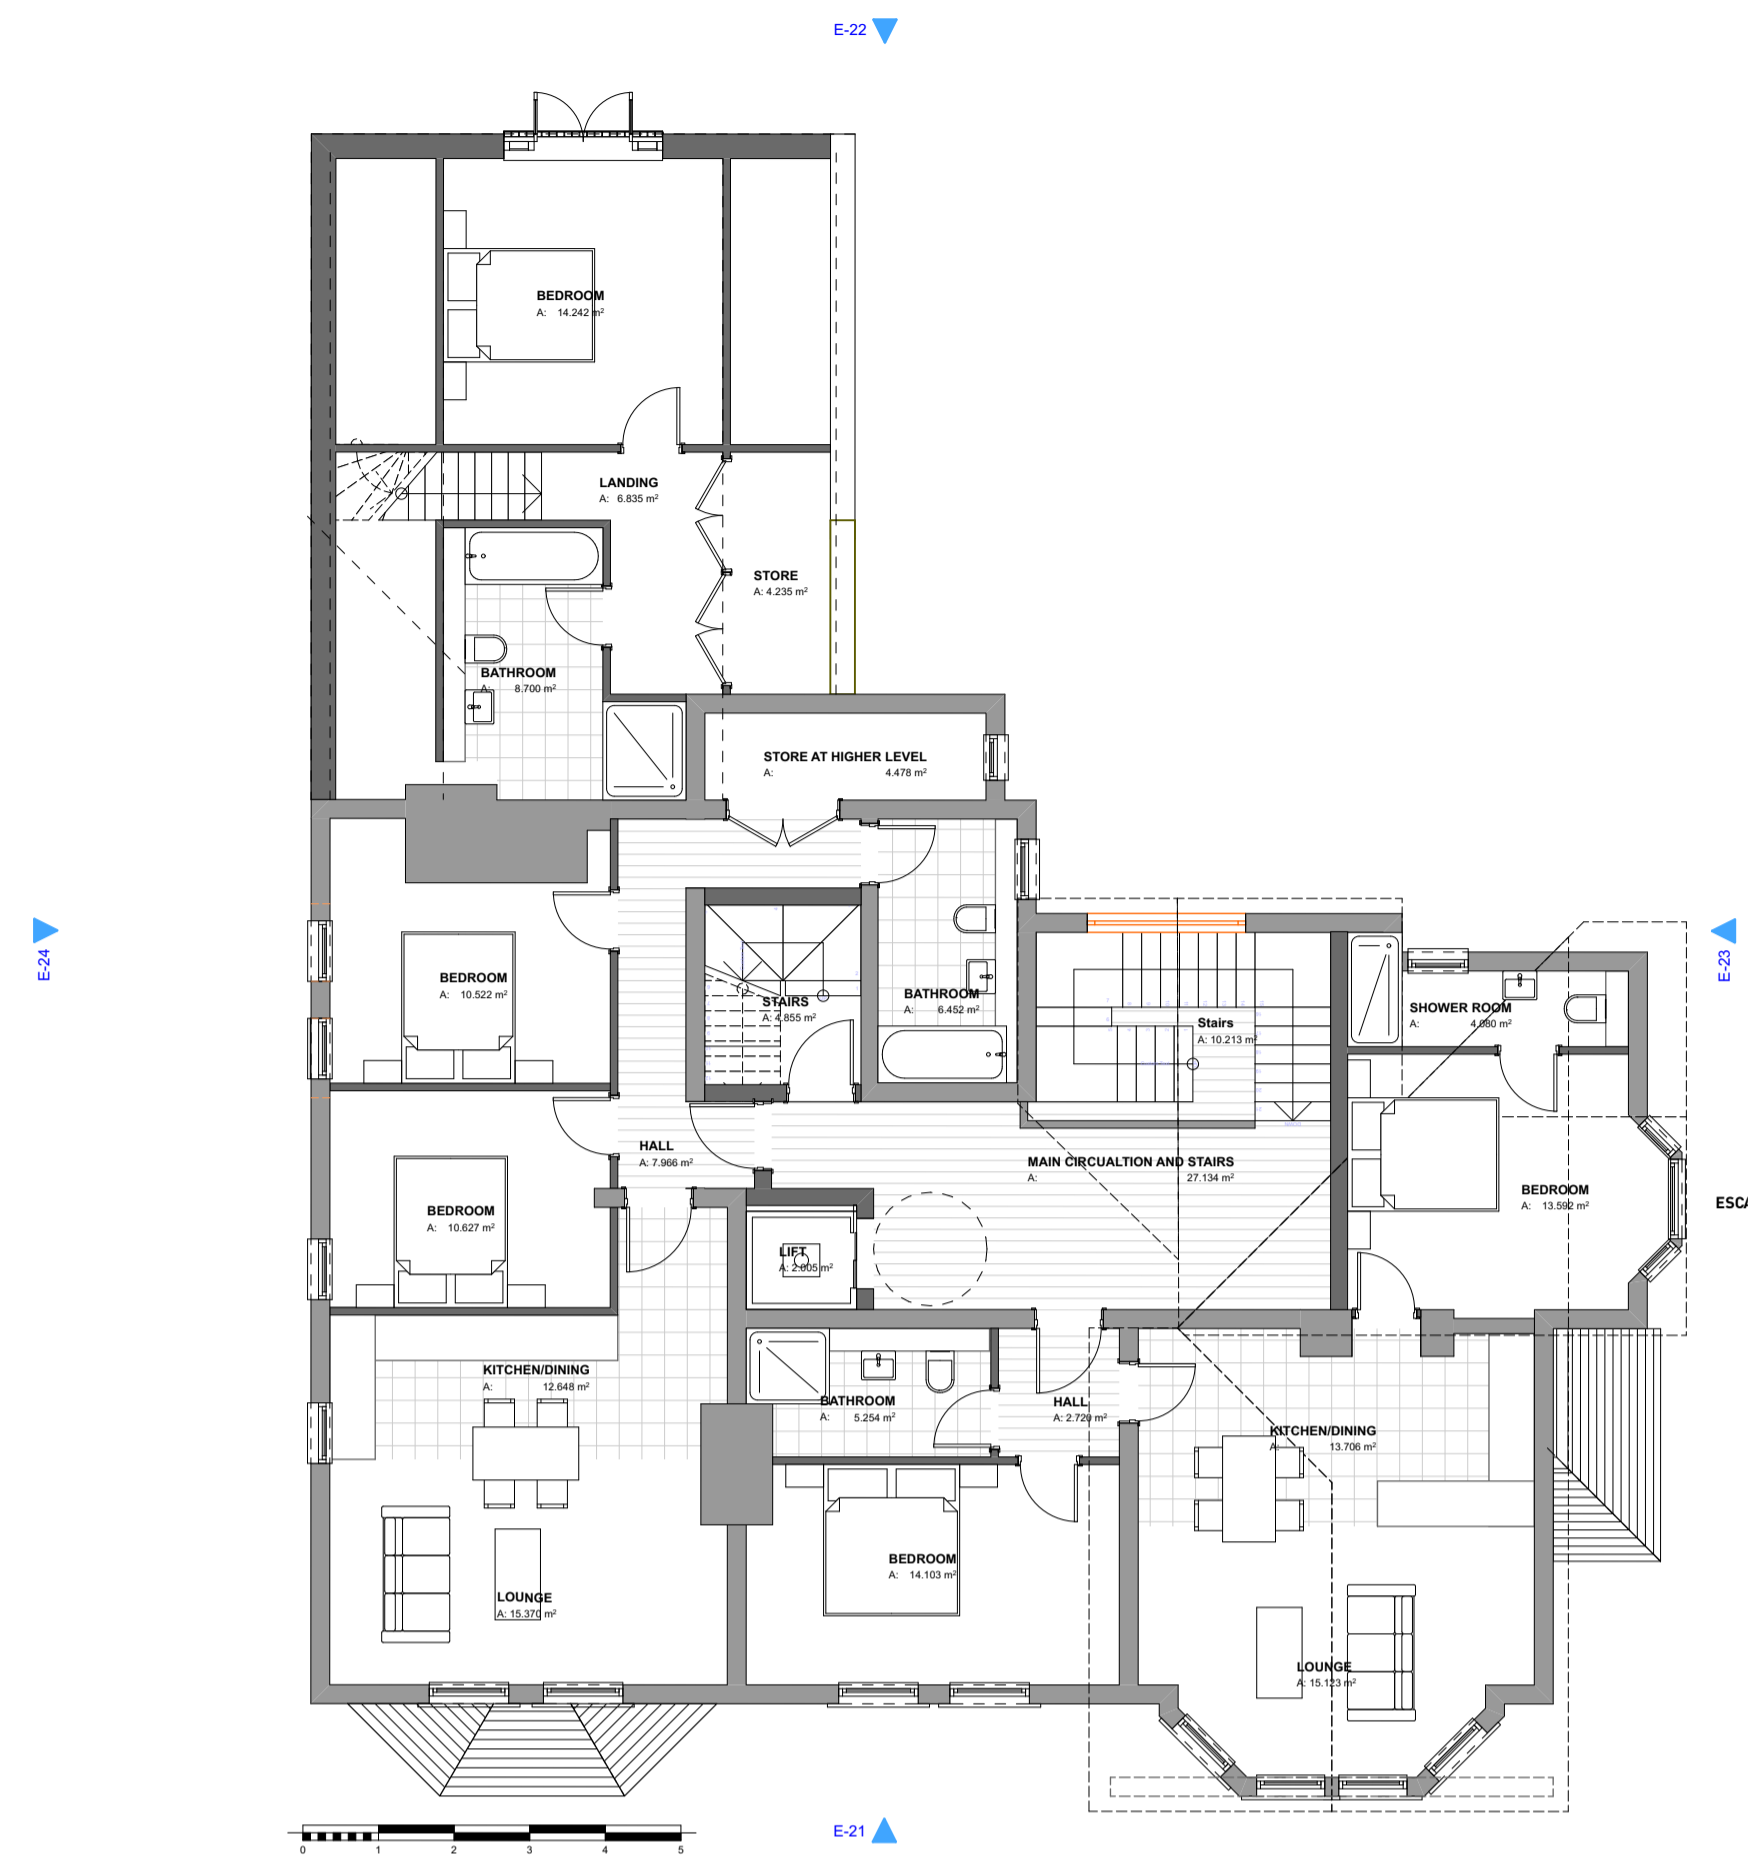 E-22
BEDROOM
A: 14.242 m²
LANDING
A: 6.835 m²
STORE
A: 4.235 m²
BATHROOM
A: 8.700 m²
STORE AT HIGHER LEVEL
A: 4.478 m²
E-24
E-23
BEDROOM
A: 10.522 m²
STAIRS
A: 4.855 m²
BATHROOM
A: 6.452 m²
Stairs
A: 10.213 m²
SHOWER ROOM
A: 4.080 m²
HALL
A: 7.966 m²
MAIN CIRCUALTION AND STAIRS
A: 27.134 m²
BEDROOM
A: 13.592 m²
ESCA
BEDROOM
A: 10.627 m²
LIFT
A: 2.005 m²
KITCHEN/DINING
A: 12.648 m²
BATHROOM
A: 5.254 m²
HALL
A: 2.720 m²
KITCHEN/DINING
A: 13.706 m²
BEDROOM
A: 14.103 m²
LOUNGE
A: 15.370 m²
LOUNGE
A: 15.123 m²
E-21
0 1 2 3 4 5